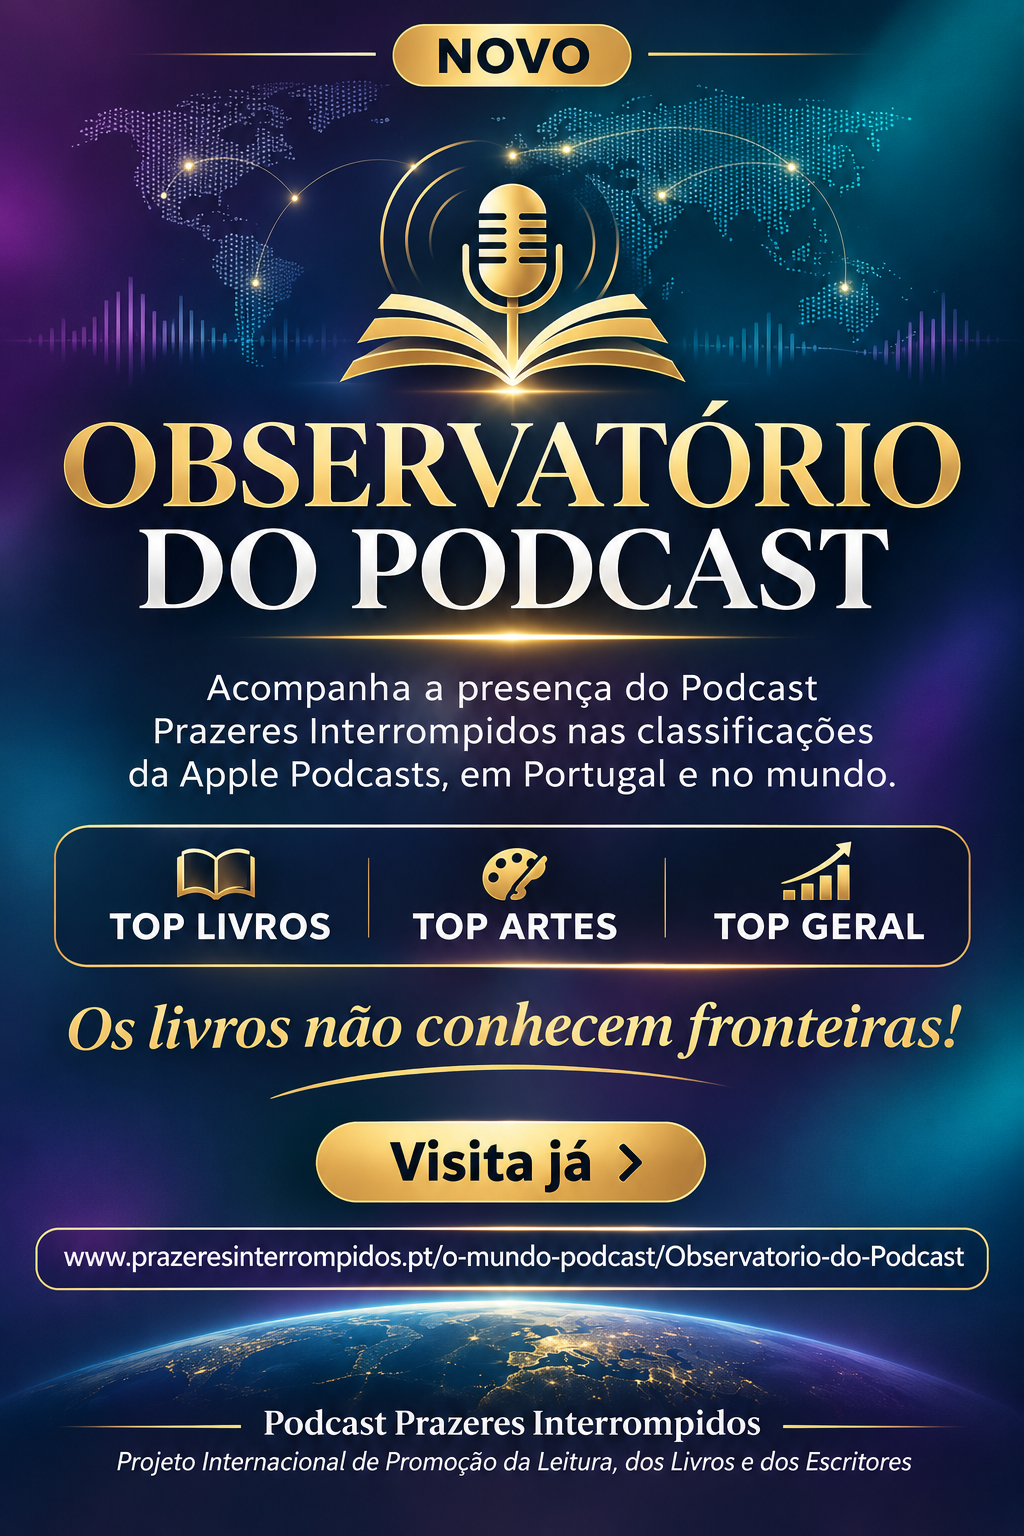 NOVO
OBSERVATÓRIO
DO PODCAST
Acompanha a presença do Podcast
Prazeres Interrompidos nas classificações
da Apple Podcasts, em Portugal e no mundo.
TOP LIVROS
TOP ARTES
TOP GERAL
Os livros não conhecem fronteiras!
Visita já >
www.prazeresinterrompidos.pt/o-mundo-podcast/Observatorio-do-Podcast
Podcast Prazeres Interrompidos
Projeto Internacional de Promoção da Leitura, dos Livros e dos Escritores